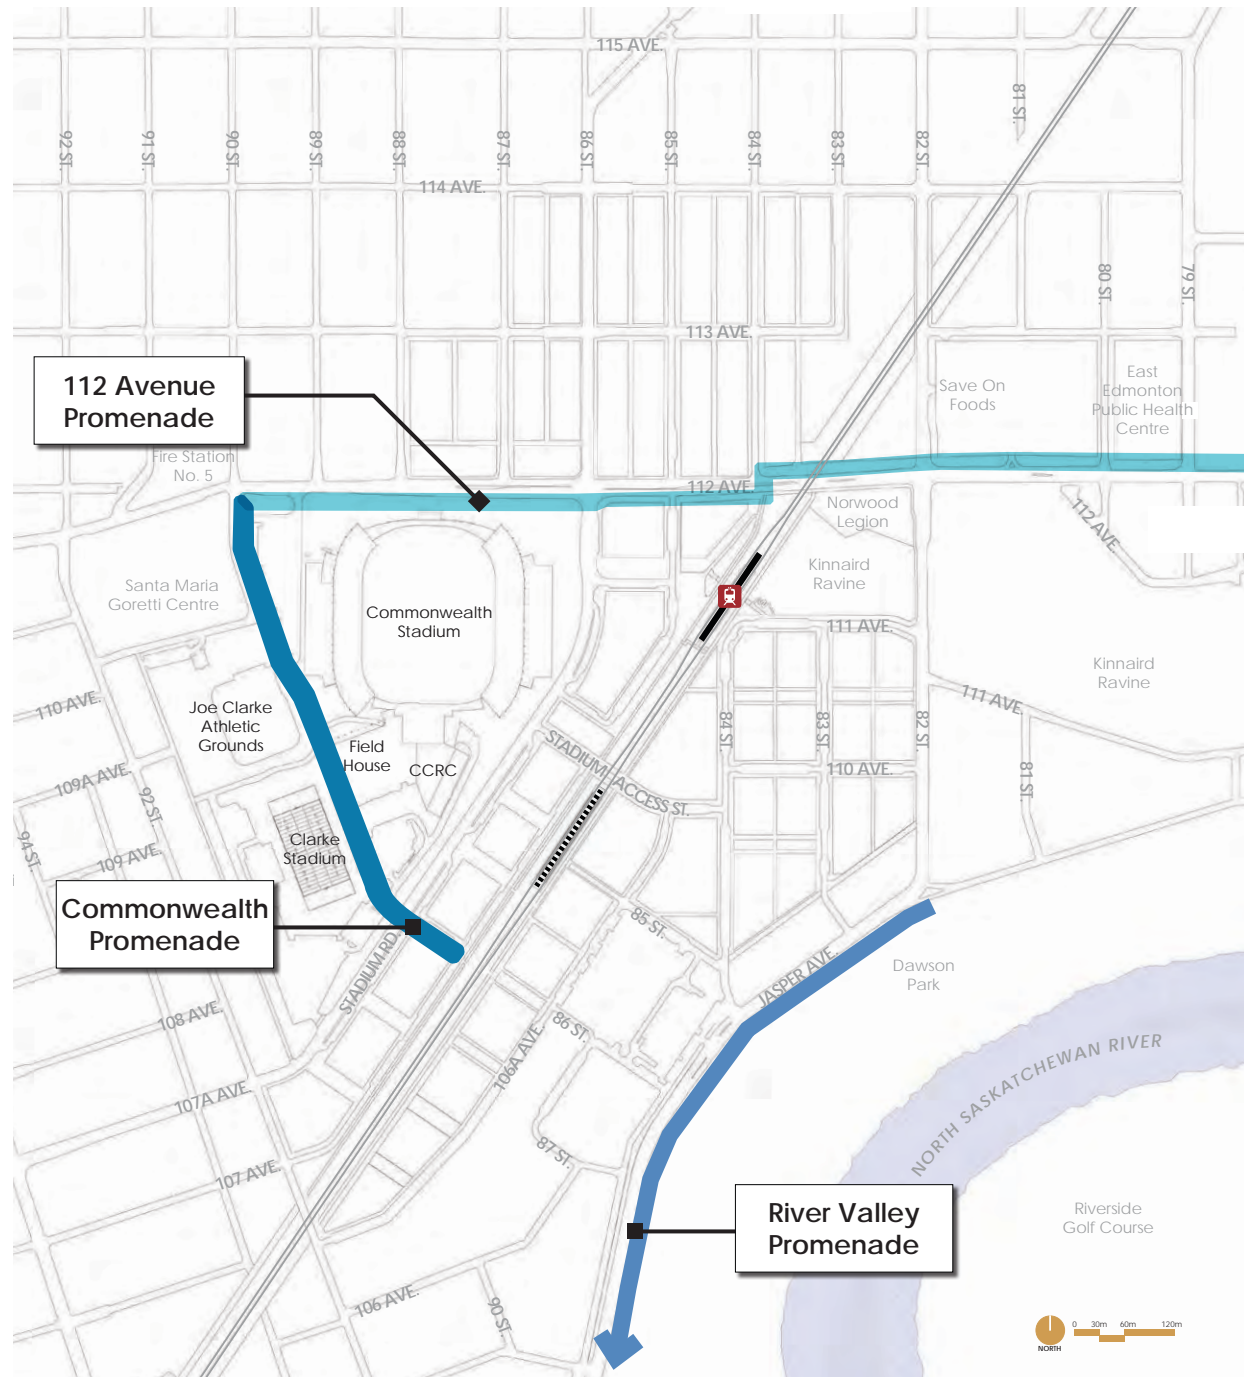 115 AVE.
81 ST.
92 ST.
91 ST.
90 ST.
89 ST.
88 ST.
87 ST.
86 ST.
85 ST.
84 ST.
83 ST.
82 ST.
114 AVE.
80 ST.
79 ST.
113 AVE.
112 Avenue
Promenade
Save On
Foods
East
Edmonton
Public Health
Centre
Fire Station
No. 5
112 AVE.
Norwood
Legion
112 AVE.
Kinnaird
Ravine
Santa Maria
Goretti Centre
Commonwealth
Stadium
111 AVE.
Kinnaird
Ravine
111 AVE.
110 AVE.
Joe Clarke
Athletic
Grounds
84 ST.
83 ST.
82 ST.
Field
House
CCRC
STADIUM ACCESS ST.
110 AVE.
81 ST.
109A AVE.
92 ST.
94 ST.
109 AVE.
Clarke
Stadium
Commonwealth
Promenade
85 ST.
STADIUM RD.
JASPER AVE.
Dawson
Park
108 AVE.
86 ST.
106A AVE.
NORTH SASKATCHEWAN RIVER
107A AVE.
87 ST.
107 AVE.
River Valley
Promenade
Riverside
Golf Course
106 AVE.
90 ST.
0 30m 60m 120m
NORTH